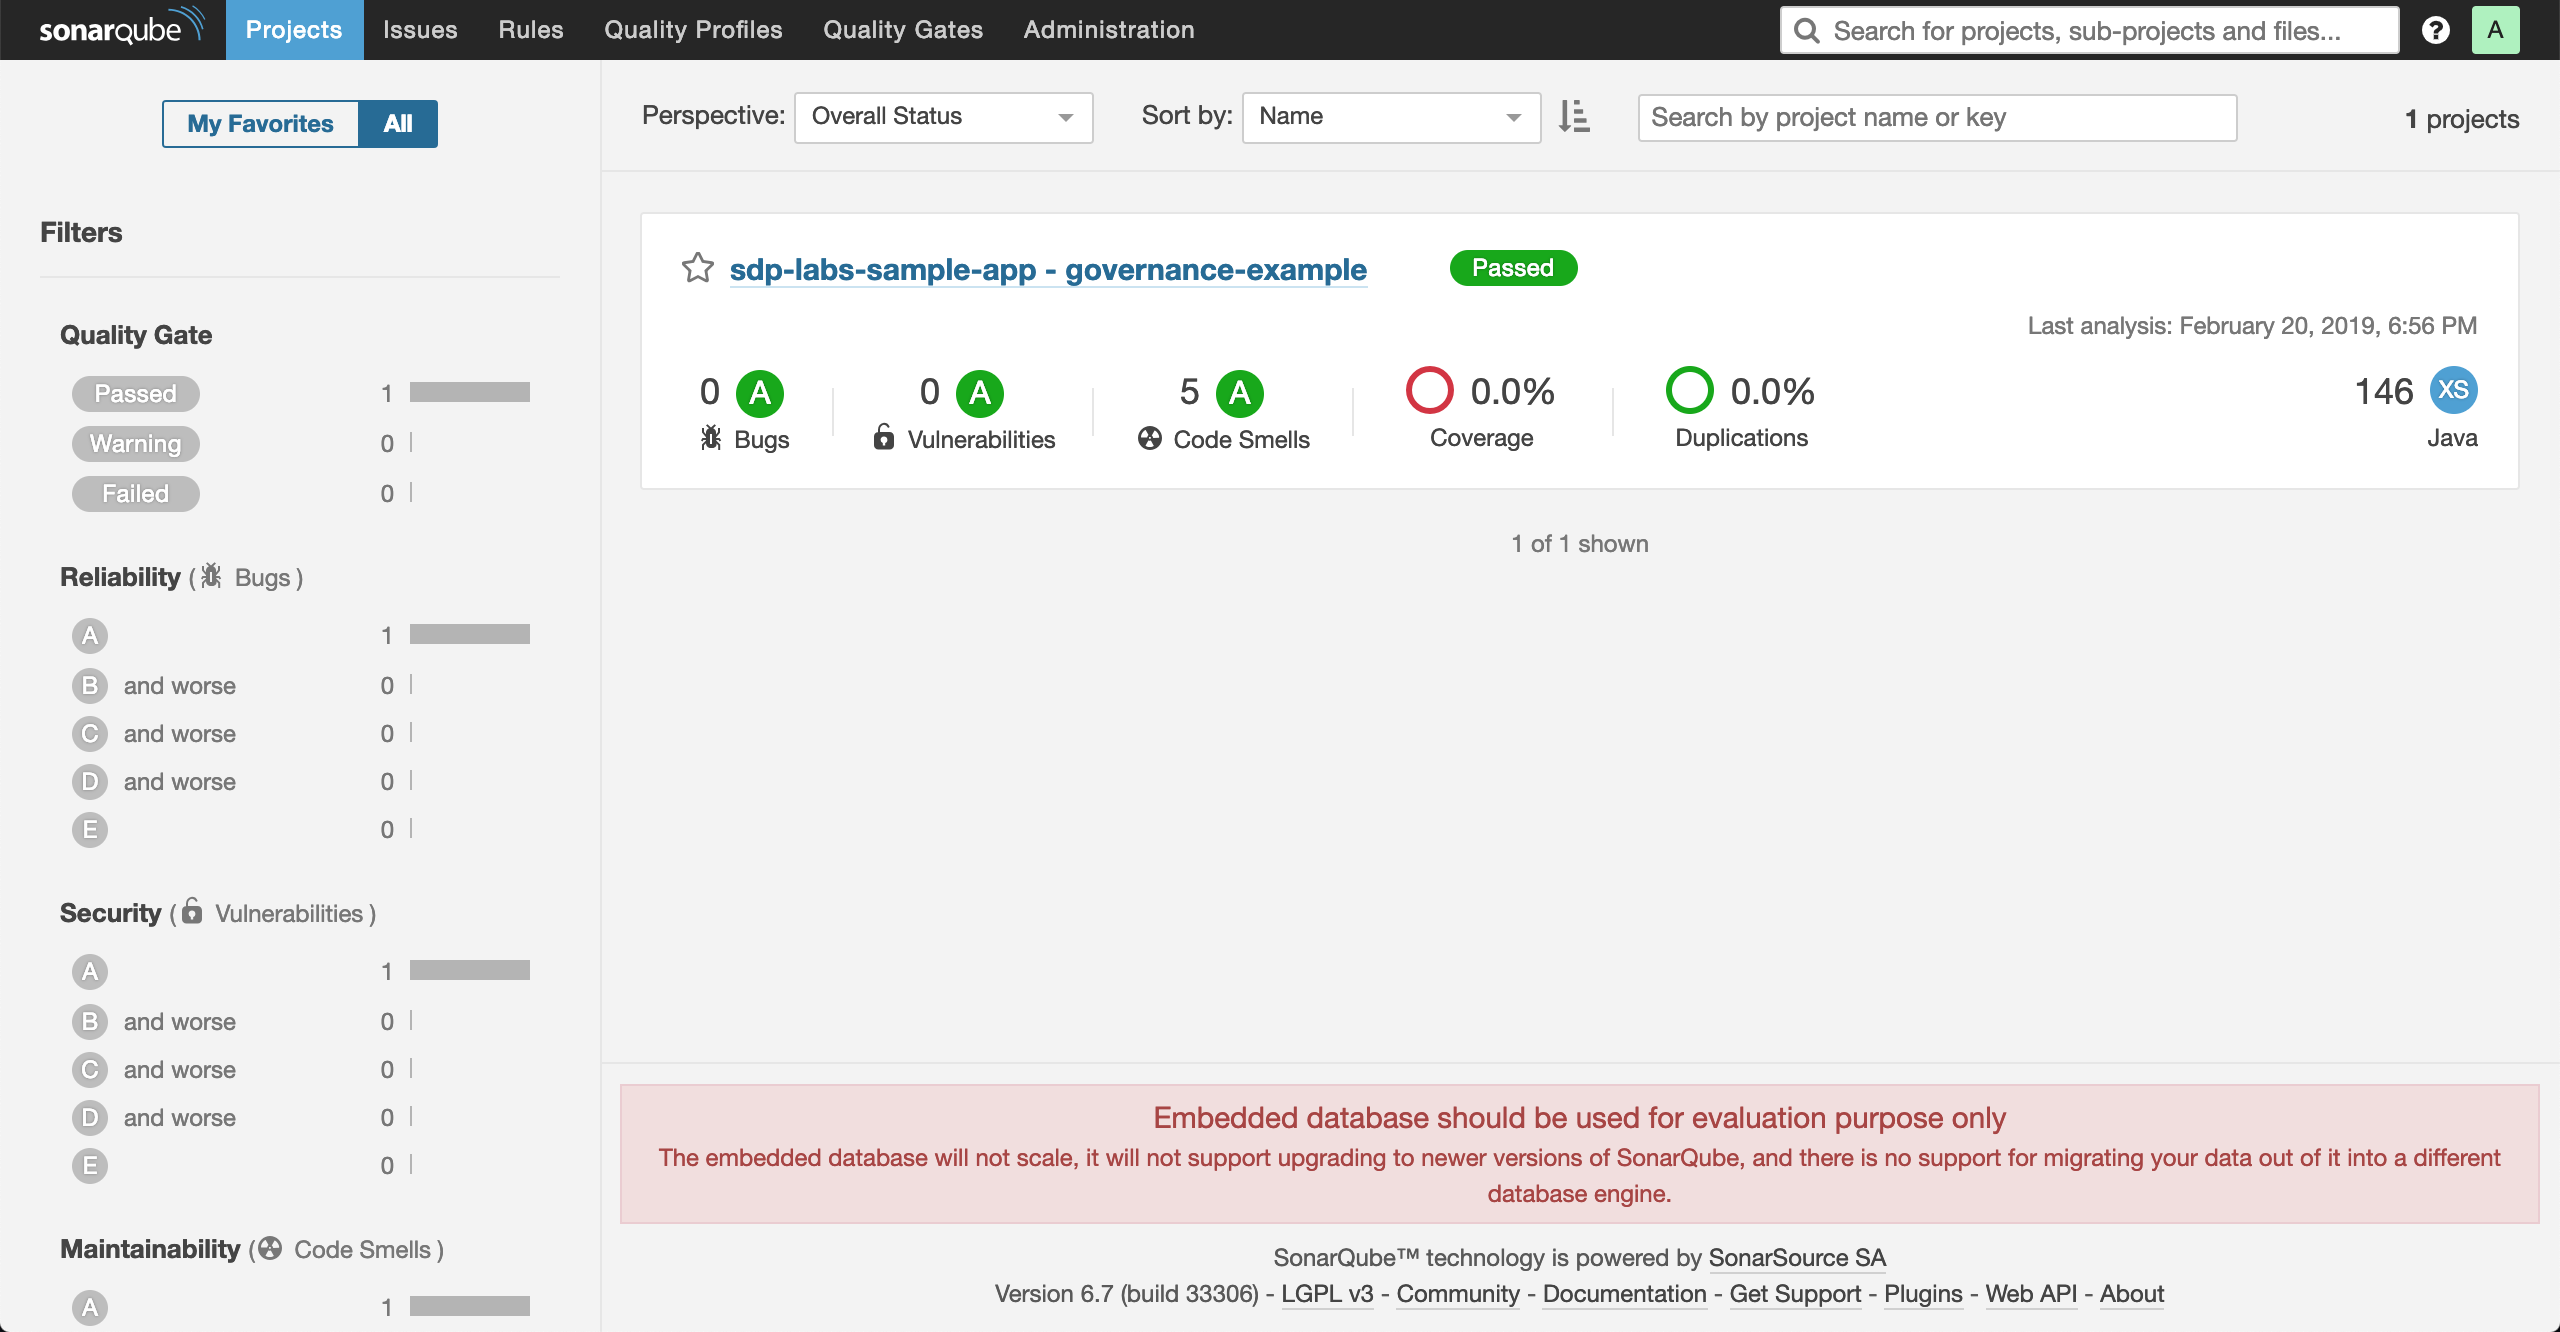 sonarqube Projects Issues Rules Quality Profiles Quality Gates Administration Search for projects, sub-projects and files... ? A
My Favorites All
Perspective: Overall Status Sort by: Name Search by project name or key 1 projects
Filters
Quality Gate
Passed 1
Warning 0
Failed 0
Reliability ( Bugs )
A 1
B and worse 0
C and worse 0
D and worse 0
E 0
Security ( Vulnerabilities )
A 1
B and worse 0
C and worse 0
D and worse 0
E 0
Maintainability ( Code Smells )
A 1
sdp-labs-sample-app - governance-example Passed
Last analysis: February 20, 2019, 6:56 PM
0 A 0 A 5 A 0.0% 0.0% 146 XS
Bugs Vulnerabilities Code Smells Coverage Duplications Java
1 of 1 shown
Embedded database should be used for evaluation purpose only
The embedded database will not scale, it will not support upgrading to newer versions of SonarQube, and there is no support for migrating your data out of it into a different
database engine.
SonarQube™ technology is powered by SonarSource SA
Version 6.7 (build 33306) - LGPL v3 - Community - Documentation - Get Support - Plugins - Web API - About